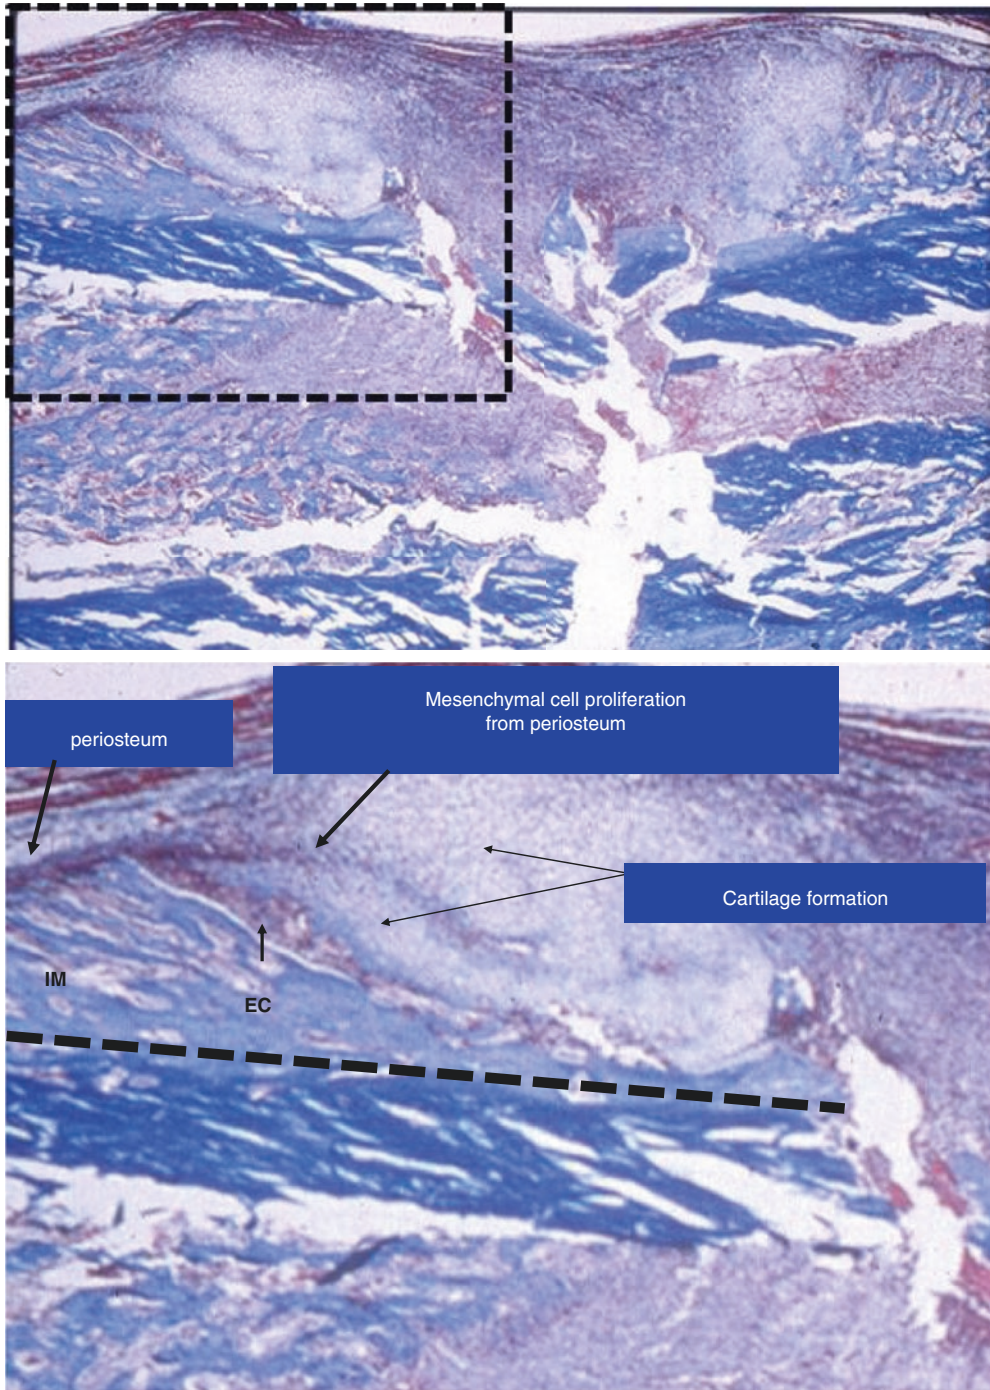 periosteum
Mesenchymal cell proliferation
from periosteum
Cartilage formation
IM
EC